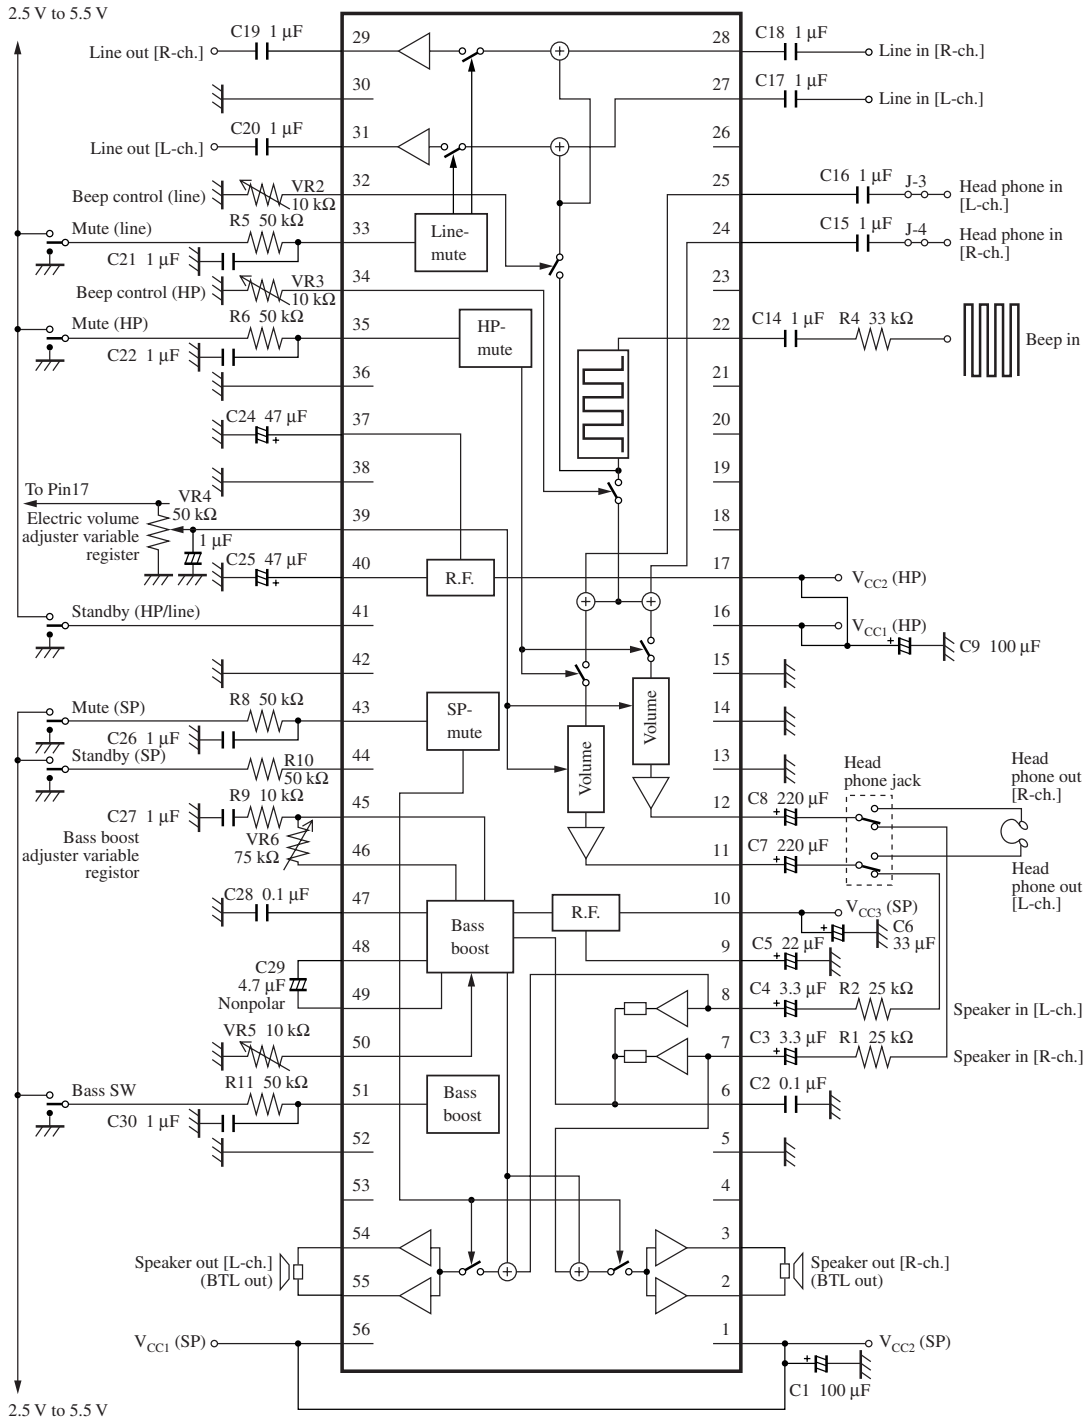 2.5 V to 5.5 V
C19 1 µF
29
28
C18 1 µF
Line out [R-ch.]
Line in [R-ch.]
30
27
C17 1 µF
Line in [L-ch.]
C20 1 µF
31
26
Line out [L-ch.]
32
25
C16 1 µF
J-3
Head phone in
[L-ch.]
Beep control (line)
VR2
10 kΩ
Mute (line)
R5 50 kΩ
33
Line-
mute
24
C15 1 µF
J-4
Head phone in
[R-ch.]
C21 1 µF
34
23
Beep control (HP)
VR3
10 kΩ
Mute (HP)
R6 50 kΩ
35
HP-
mute
22
C14 1 µF
R4 33 kΩ
Beep in
C22 1 µF
36
21
C24 47 µF
+
37
20
38
19
To Pin17
VR4
50 kΩ
Electric volume
adjuster variable
register
1 µF
39
18
C25 47 µF
+
40
R.F.
17
VCC2 (HP)
Standby (HP/line)
41
16
VCC1 (HP)
+
C9 100 µF
42
15
Mute (SP)
R8 50 kΩ
43
SP-
mute
Volume
14
C26 1 µF
Standby (SP)
R10
50 kΩ
44
Volume
13
Head
phone jack
Head
phone out
[R-ch.]
C27 1 µF
R9 10 kΩ
45
12
C8 220 µF
+
Bass boost
adjuster variable
registor
VR6
75 kΩ
46
11
C7 220 µF
+
Head
phone out
[L-ch.]
C28 0.1 µF
47
Bass
boost
R.F.
10
VCC3 (SP)
+
C6
33 µF
48
9
C5 22 µF
+
C29
4.7 µF
Nonpolar
49
8
C4 3.3 µF
+
R2 25 kΩ
Speaker in [L-ch.]
VR5 10 kΩ
50
7
C3 3.3 µF
+
R1 25 kΩ
Speaker in [R-ch.]
Bass SW
R11 50 kΩ
51
Bass
boost
6
C2 0.1 µF
C30 1 µF
52
5
53
4
54
3
Speaker out [L-ch.]
(BTL out)
Speaker out [R-ch.]
(BTL out)
55
2
VCC1 (SP)
56
1
VCC2 (SP)
+
C1 100 µF
2.5 V to 5.5 V